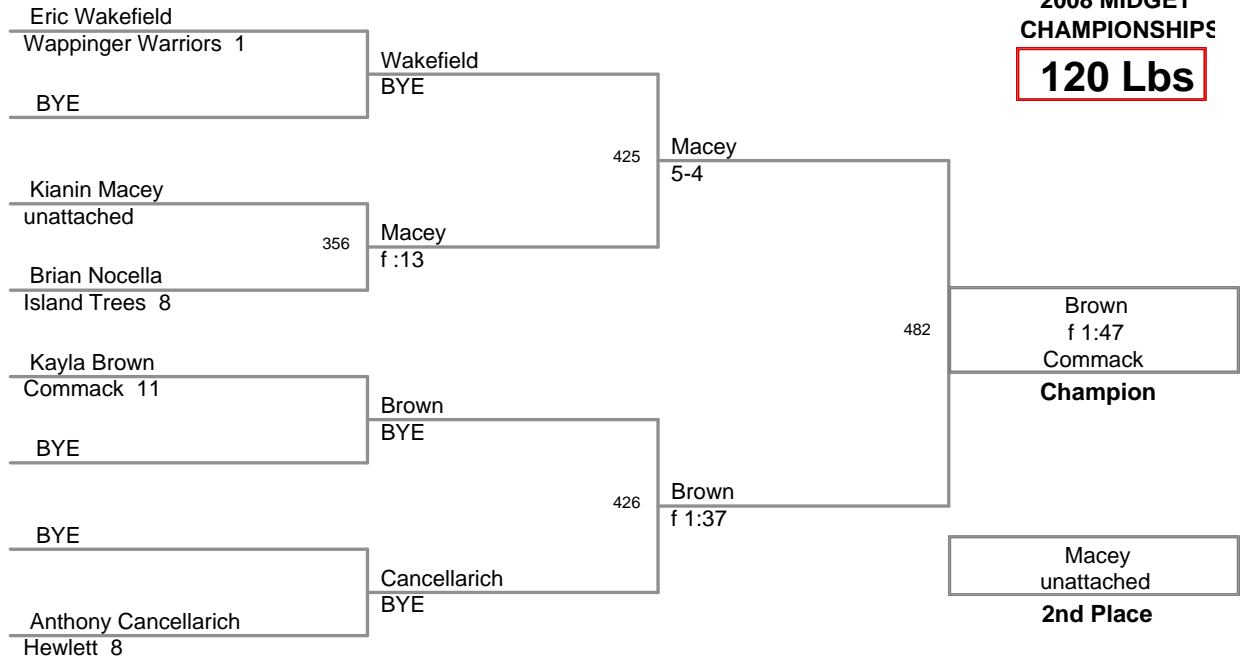 2008 MIDGET
CHAMPIONSHIPS
120 Lbs
Eric Wakefield
Wappinger Warriors 1
BYE
Kianin Macey
unattached
356
Brian Nocella
Island Trees 8
Kayla Brown
Commack 11
BYE
BYE
Anthony Cancellarich
Hewlett 8
Wakefield
BYE
425
Macey
f :13
Brown
BYE
426
Cancellarich
BYE
Macey
5-4
482
Brown
f 1:37
Brown
f 1:47
Commack
Champion
Macey
unattached
2nd Place